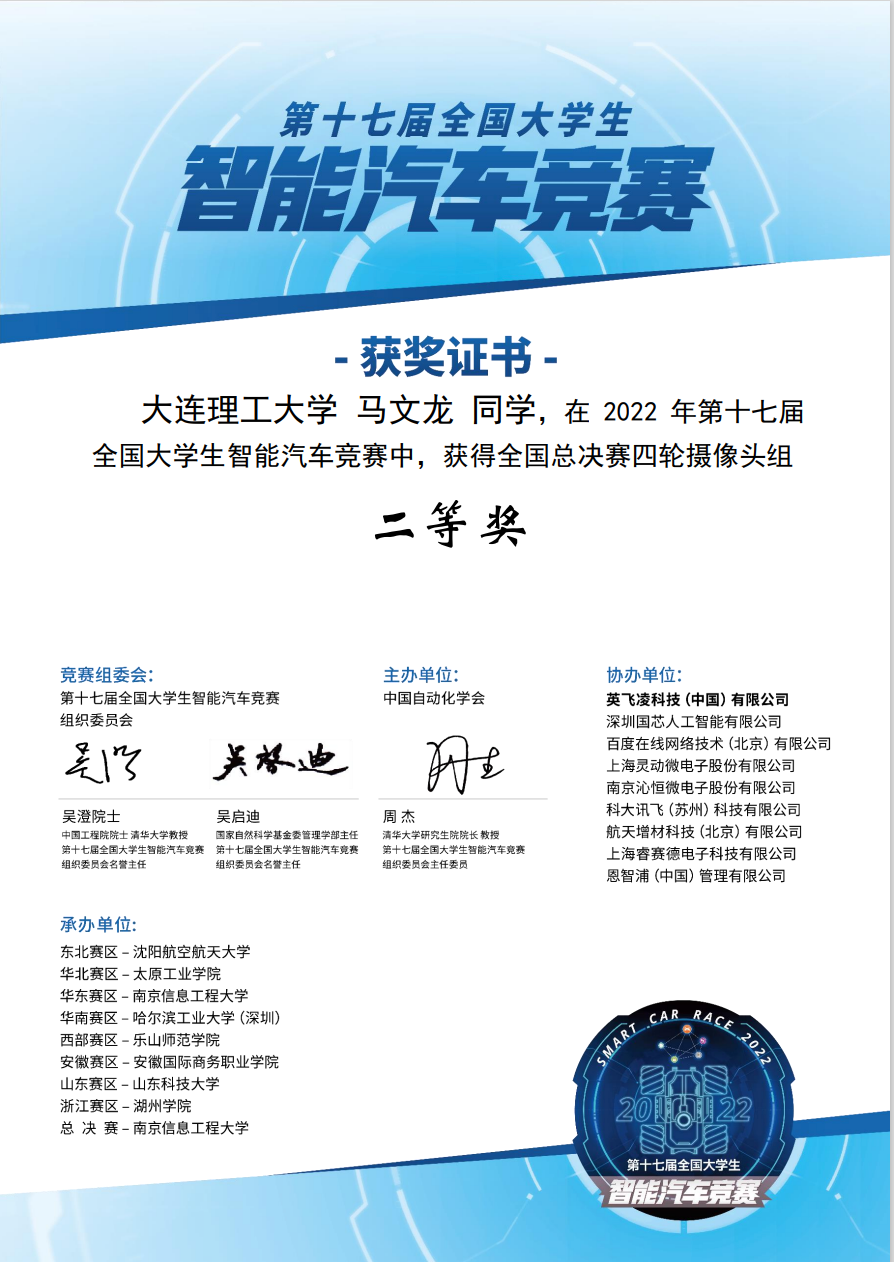 第十七届全国大学生
智能汽车竞赛
- 获奖证书 -
大连理工大学 马文龙 同学，在 2022 年第十七届
全国大学生智能汽车竞赛中，获得全国总决赛四轮摄像头组
二等奖
竞赛组委会：
第十七届全国大学生智能汽车竞赛
组织委员会
吴澄
吴启迪
吴澄院士
中国工程院院士 清华大学教授
第十七届全国大学生智能汽车竞赛
组织委员会名誉主任
吴启迪
国家自然科学基金委管理学部主任
第十七届全国大学生智能汽车竞赛
组织委员会名誉主任
主办单位：
中国自动化学会
周 杰
清华大学研究生院院长 教授
第十七届全国大学生智能汽车竞赛
组织委员会主任委员
协办单位：
英飞凌科技（中国）有限公司
深圳国芯人工智能有限公司
百度在线网络技术（北京）有限公司
上海灵动微电子股份有限公司
南京沁恒微电子股份有限公司
科大讯飞（苏州）科技有限公司
航天增材科技（北京）有限公司
上海睿赛德电子科技有限公司
恩智浦（中国）管理有限公司
承办单位:
东北赛区 – 沈阳航空航天大学
华北赛区 – 太原工业学院
华东赛区 – 南京信息工程大学
华南赛区 – 哈尔滨工业大学（深圳）
西部赛区 – 乐山师范学院
安徽赛区 – 安徽国际商务职业学院
山东赛区 – 山东科技大学
浙江赛区 – 湖州学院
总 决 赛 – 南京信息工程大学
SMART CAR RACE 2022
2022
第十七届全国大学生
智能汽车竞赛